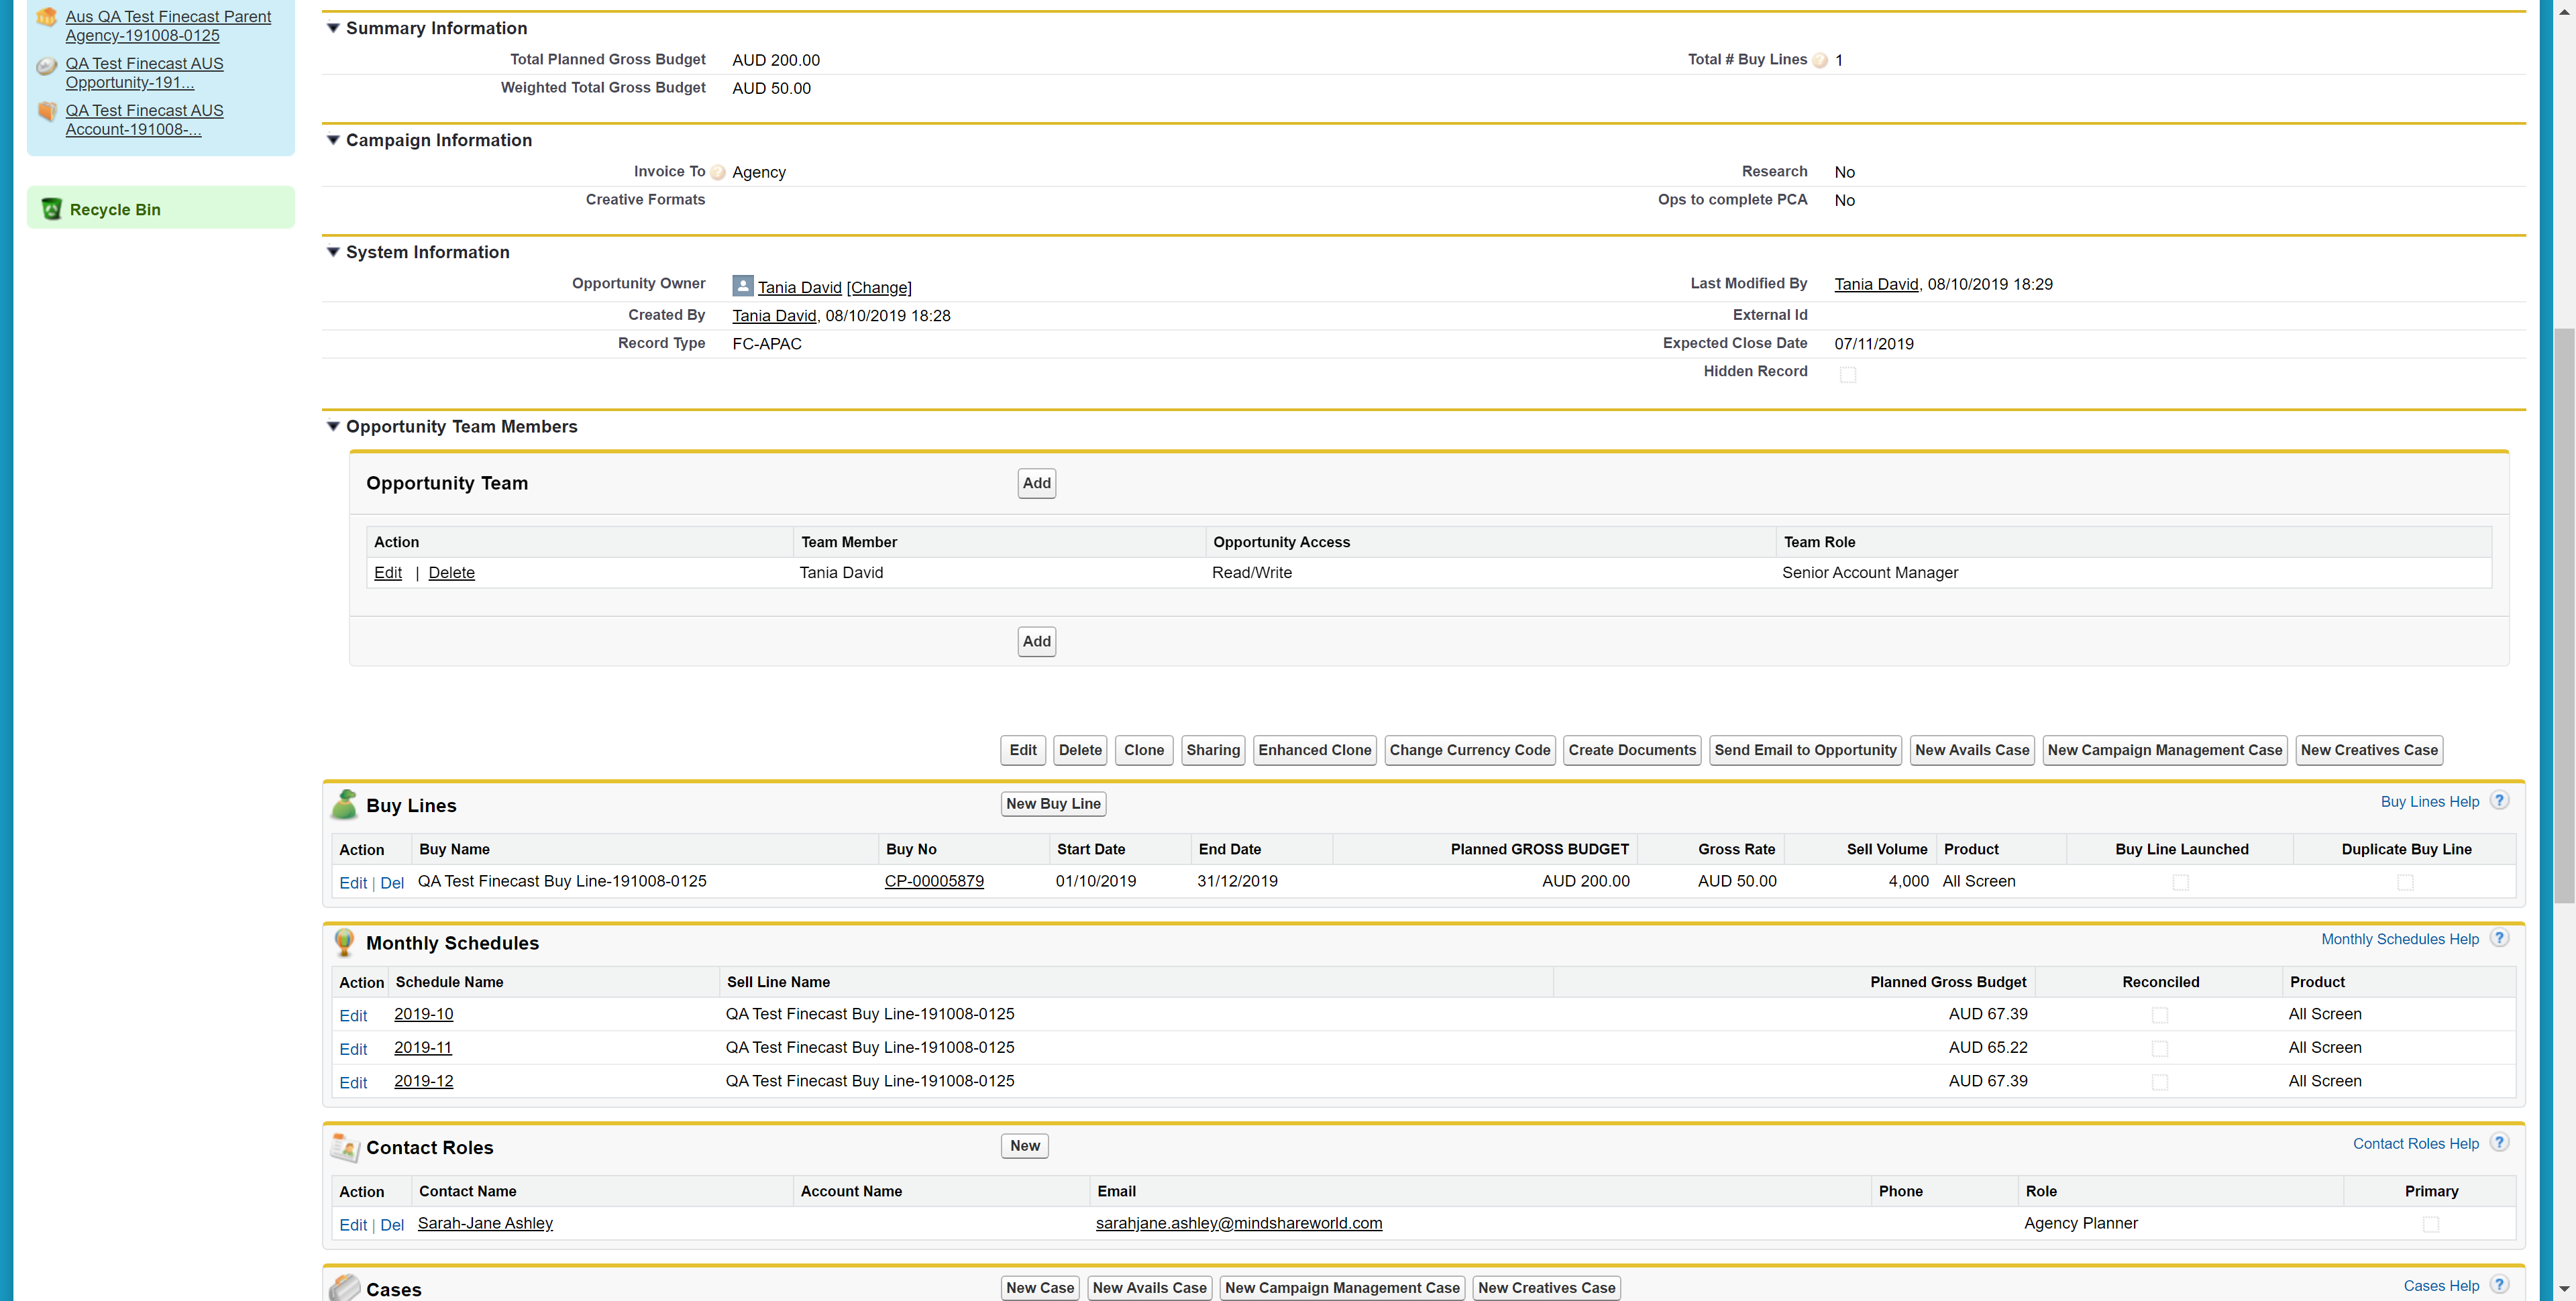 Aus QA Test Finecast Parent
Agency-191008-0125
QA Test Finecast AUS
Opportunity-191...
QA Test Finecast AUS
Account-191008-...
Recycle Bin
Summary Information
Total Planned Gross Budget AUD 200.00 Total # Buy Lines 1
Weighted Total Gross Budget AUD 50.00
Campaign Information
Invoice To Agency Research No
Creative Formats Ops to complete PCA No
System Information
Opportunity Owner Tania David [Change] Last Modified By Tania David, 08/10/2019 18:29
Created By Tania David, 08/10/2019 18:28 External Id
Record Type FC-APAC Expected Close Date 07/11/2019
Hidden Record
Opportunity Team Members
Opportunity Team Add
Action Team Member Opportunity Access Team Role
Edit | Delete Tania David Read/Write Senior Account Manager
Add
Edit Delete Clone Sharing Enhanced Clone Change Currency Code Create Documents Send Email to Opportunity New Avails Case New Campaign Management Case New Creatives Case
Buy Lines New Buy Line Buy Lines Help ?
Action Buy Name Buy No Start Date End Date Planned GROSS BUDGET Gross Rate Sell Volume Product Buy Line Launched Duplicate Buy Line
Edit | Del QA Test Finecast Buy Line-191008-0125 CP-00005879 01/10/2019 31/12/2019 AUD 200.00 AUD 50.00 4,000 All Screen
Monthly Schedules Monthly Schedules Help ?
Action Schedule Name Sell Line Name Planned Gross Budget Reconciled Product
Edit 2019-10 QA Test Finecast Buy Line-191008-0125 AUD 67.39 All Screen
Edit 2019-11 QA Test Finecast Buy Line-191008-0125 AUD 65.22 All Screen
Edit 2019-12 QA Test Finecast Buy Line-191008-0125 AUD 67.39 All Screen
Contact Roles New Contact Roles Help ?
Action Contact Name Account Name Email Phone Role Primary
Edit | Del Sarah-Jane Ashley sarahjane.ashley@mindshareworld.com Agency Planner
Cases New Case New Avails Case New Campaign Management Case New Creatives Case Cases Help ?